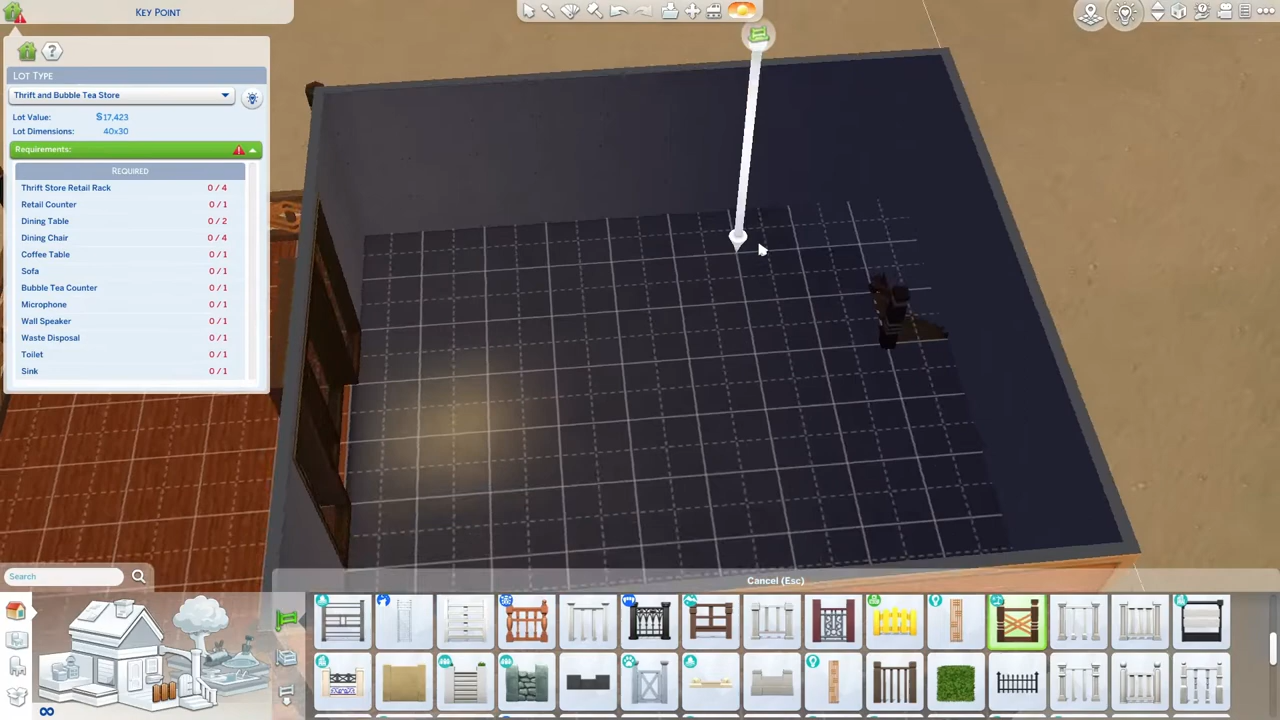 KEY POINT
LOT TYPE
Thrift and Bubble Tea Store
Lot Value: §17,423
Lot Dimensions: 40x30
Requirements:
REQUIRED
Thrift Store Retail Rack 0 / 4
Retail Counter 0 / 1
Dining Table 0 / 2
Dining Chair 0 / 4
Coffee Table 0 / 1
Sofa 0 / 1
Bubble Tea Counter 0 / 1
Microphone 0 / 1
Wall Speaker 0 / 1
Waste Disposal 0 / 1
Toilet 0 / 1
Sink 0 / 1
Search
Cancel (Esc)